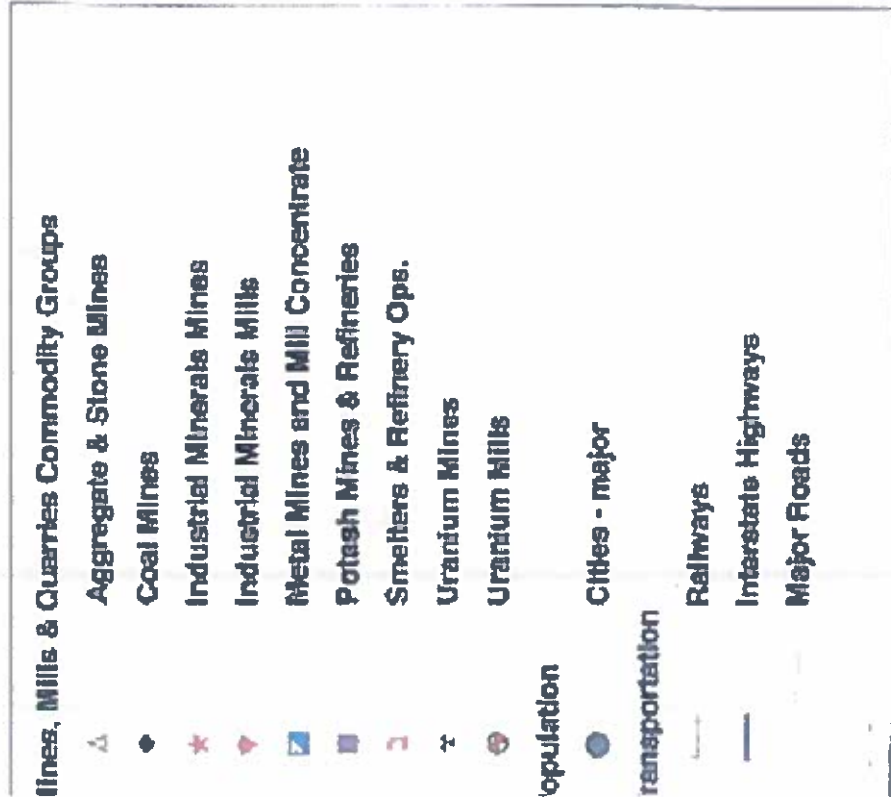 lines, Mills & Quarries Commodity Groups
Aggregate & Stone Mines
Coal Mines
Industrial Minerals Mines
Industrial Minerals Mills
Metal Mines and Mill Concentrate
Potash Mines & Refineries
Smelters & Refinery Ops.
Uranium Mines
Uranium Mills
opulation
Cities - major
ransportation
Railways
Interstate Highways
Major Roads